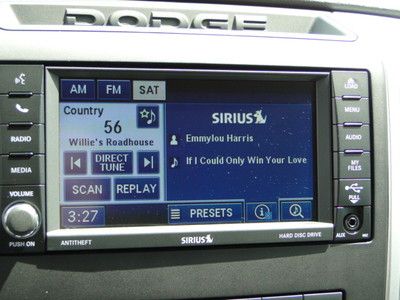 DODGE
LOAD
PHONE
AM FM SAT
MENU
Country
56
Willie's Roadhouse
SIRIUS
Emmylou Harris
If I Could Only Win Your Love
RADIO
AUDIO
MEDIA
DIRECT TUNE
MY FILES
SCAN REPLAY
VOLUME
PULL
3:27
PRESETS
PUSH ON
ANTITHEFT
SIRIUS
HARD DISC DRIVE
AUX